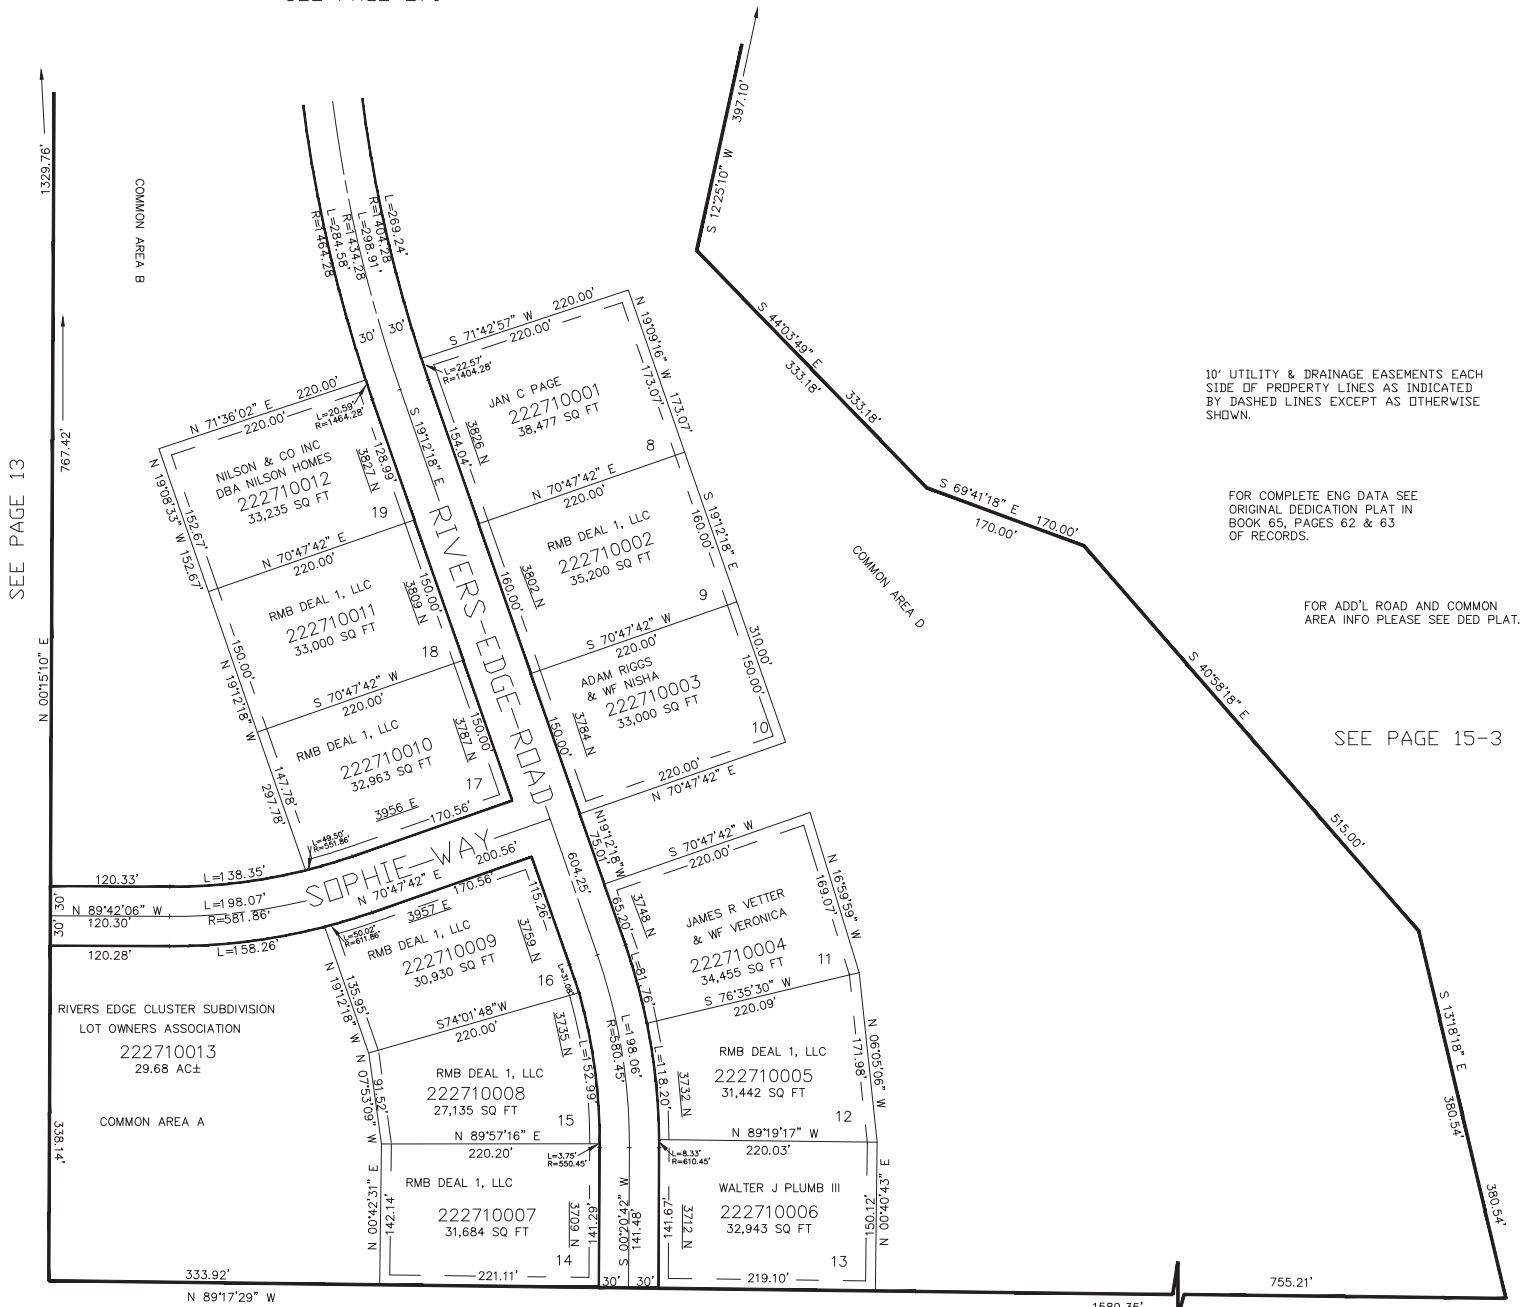 1329.76'
COMMON AREA B
767.42'
SEE PAGE 13
N 00°15'10" E
L=269.24'
R=1404.28
L=298.91'
R=1434.28
L=284.58'
R=1464.28
30'
30'
S 12°25'10" W
397.10'
S 44°03'49" E
333.18'
333.18'
S 69°41'18" E
170.00'
170.00'
COMMON AREA D
S 40°58'18" E
515.00'
S 13°18'18" E
380.54'
380.54'
10' UTILITY & DRAINAGE EASEMENTS EACH
SIDE OF PROPERTY LINES AS INDICATED
BY DASHED LINES EXCEPT AS OTHERWISE
SHOWN.
FOR COMPLETE ENG DATA SEE
ORIGINAL DEDICATION PLAT IN
BOOK 65, PAGES 62 & 63
OF RECORDS.
FOR ADD'L ROAD AND COMMON
AREA INFO PLEASE SEE DED PLAT.
SEE PAGE 15-3
S 71°42'57" W
220.00'
220.00'
L=22.57'
R=1404.28'
JAN C PAGE
222710001
38,477 SQ FT
3826 N
154.04'
N 19°09'16" W
173.07'
173.07'
8
N 70°47'42" E
220.00'
RMB DEAL 1, LLC
222710002
35,200 SQ FT
3802 N
160.00'
S 19°12'18" E
160.00'
310.00'
9
S 70°47'42" W
220.00'
ADAM RIGGS
& WF NISHA
222710003
33,000 SQ FT
3784 N
150.00'
150.00'
10
220.00'
N 70°47'42" E
N 71°36'02" E
220.00'
220.00'
L=20.59'
R=1464.28'
NILSON & CO INC
DBA NILSON HOMES
222710012
33,235 SQ FT
3827 N
128.99'
19
N 19°08'33" W
152.67'
152.67'
N 70°47'42" E
220.00'
RMB DEAL 1, LLC
222710011
33,000 SQ FT
3809 N
150.00'
18
150.00'
N 19°12'18" W
S 70°47'42" W
220.00'
RMB DEAL 1, LLC
222710010
32,963 SQ FT
3787 N
150.00'
17
147.78'
297.78'
3956 E
170.56'
L=49.50'
R=551.86'
S 19°12'18" E
RIVERS-EDGE-ROAD
604.25'
N19°12'18"W
75.01'
120.33'
L=138.35'
30'
N 89°42'06" W
120.30'
L=198.07'
R=581.86'
30'
120.28'
L=158.26'
SOPHIE-WAY
N 70°47'42" E
200.56'
170.56'
3957 E
L=50.02'
R=611.86'
RMB DEAL 1, LLC
222710009
30,930 SQ FT
3759 N
115.26'
L=31.08'
16
135.95'
N 19°12'18" W
S74°01'48"W
220.00'
3735 N
L=152.99'
RMB DEAL 1, LLC
222710008
27,135 SQ FT
15
N 07°53'09" W
91.52'
N 89°57'16" E
220.20'
L=3.75'
R=550.45'
RMB DEAL 1, LLC
222710007
31,684 SQ FT
3709 N
141.29'
14
N 00°42'31" E
142.14'
221.11'
L=198.06'
R=580.45'
S 00°20'42" W
141.48'
30'
30'
S 70°47'42" W
220.00'
65.20'
3748 N
JAMES R VETTER
& WF VERONICA
222710004
34,455 SQ FT
11
N 16°59'59" W
169.07'
L=81.76'
S 76°35'30" W
220.09'
L=118.20'
RMB DEAL 1, LLC
222710005
31,442 SQ FT
3732 N
12
N 06°05'06" W
171.98'
N 89°19'17" W
220.03'
L=8.33'
R=610.45'
WALTER J PLUMB III
222710006
32,943 SQ FT
3712 N
141.67'
13
N 00°40'43" E
150.12'
219.10'
RIVERS EDGE CLUSTER SUBDIVISION
LOT OWNERS ASSOCIATION
222710013
29.68 AC±
COMMON AREA A
338.14'
333.92'
N 89°17'29" W
755.21'
1580.35'